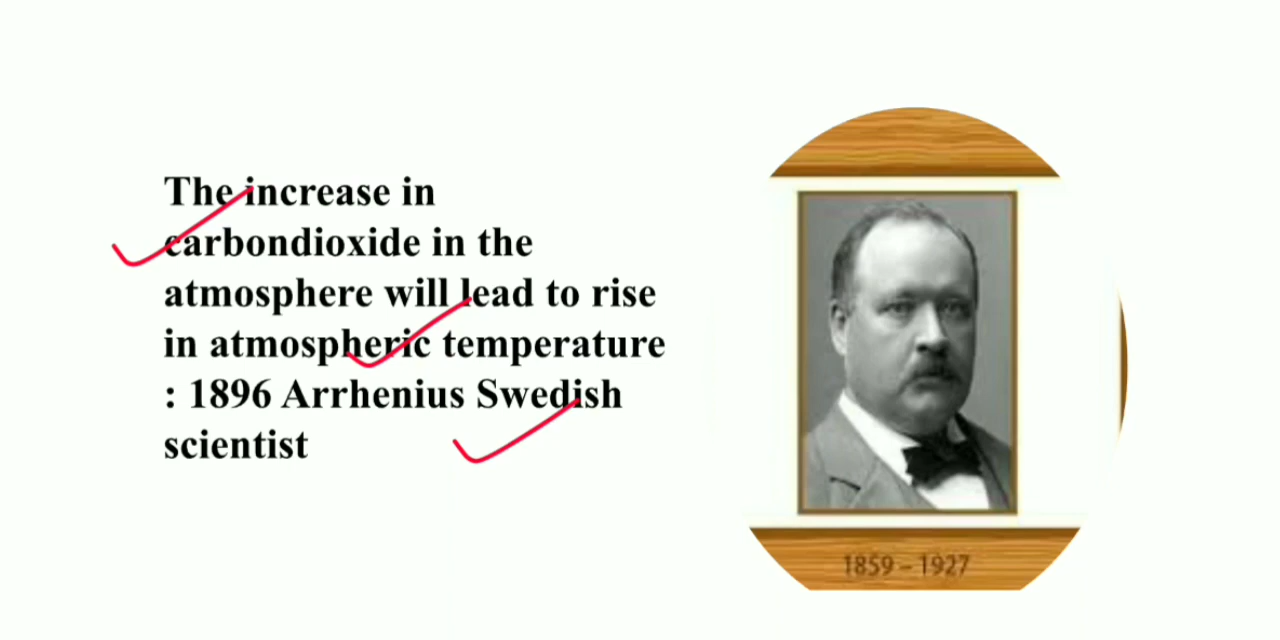 The increase in
carbondioxide in the
atmosphere will lead to rise
in atmospheric temperature
: 1896 Arrhenius Swedish
scientist
1859 – 1927